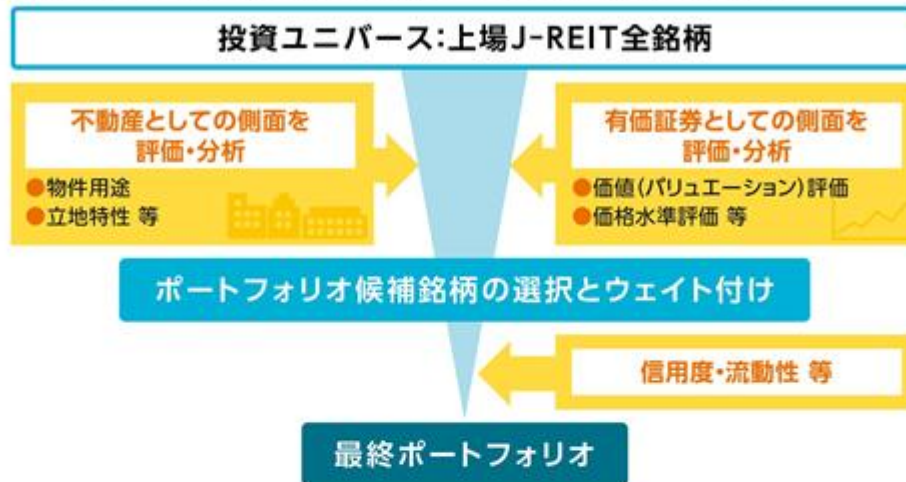 投資ユニバース:上場J-REIT全銘柄
不動産としての側面を
評価・分析
●物件用途
●立地特性 等
有価証券としての側面を
評価・分析
●価値(バリュエーション)評価
●価格水準評価 等
ポートフォリオ候補銘柄の選択とウェイト付け
信用度・流動性 等
最終ポートフォリオ